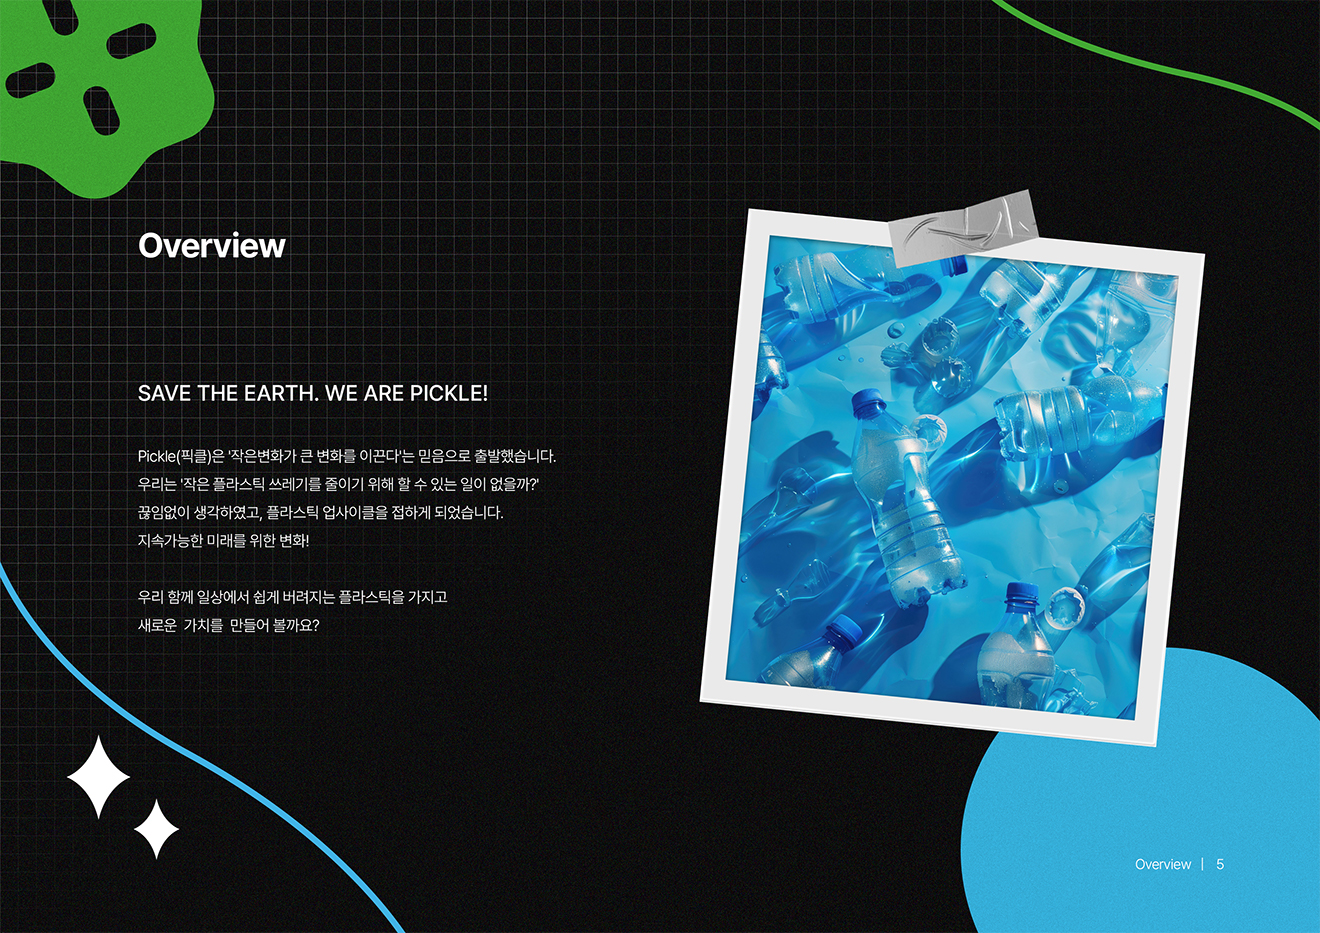 Overview
SAVE THE EARTH. WE ARE PICKLE!
Pickle(픽클)은 '작은변화가 큰 변화를 이끈다'는 믿음으로 출발했습니다.
우리는 '작은 플라스틱 쓰레기를 줄이기 위해 할 수 있는 일이 없을까?'
끊임없이 생각하였고, 플라스틱 업사이클을 접하게 되었습니다.
지속가능한 미래를 위한 변화!
우리 함께 일상에서 쉽게 버려지는 플라스틱을 가지고
새로운 가치를 만들어 볼까요?
Overview | 5